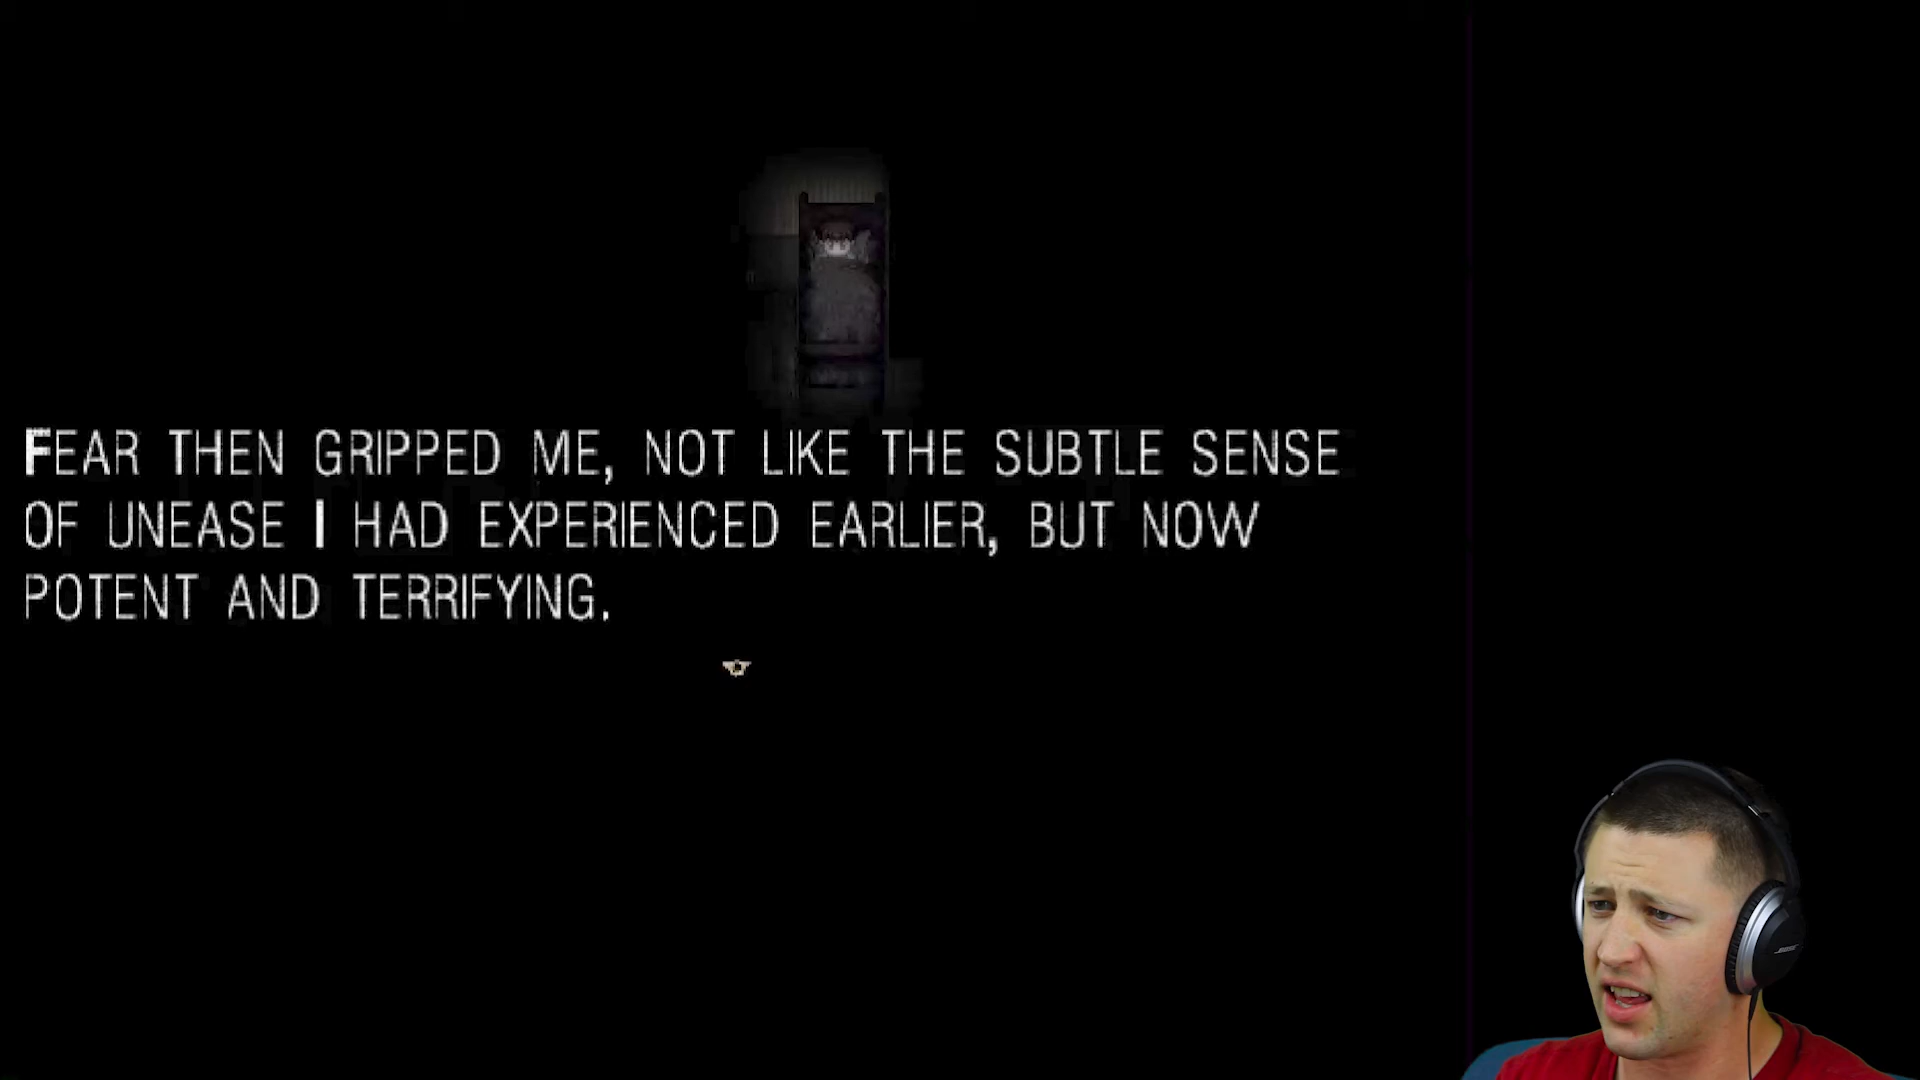 FEAR THEN GRIPPED ME, NOT LIKE THE SUBTLE SENSE
OF UNEASE I HAD EXPERIENCED EARLIER, BUT NOW
POTENT AND TERRIFYING.
BOSE